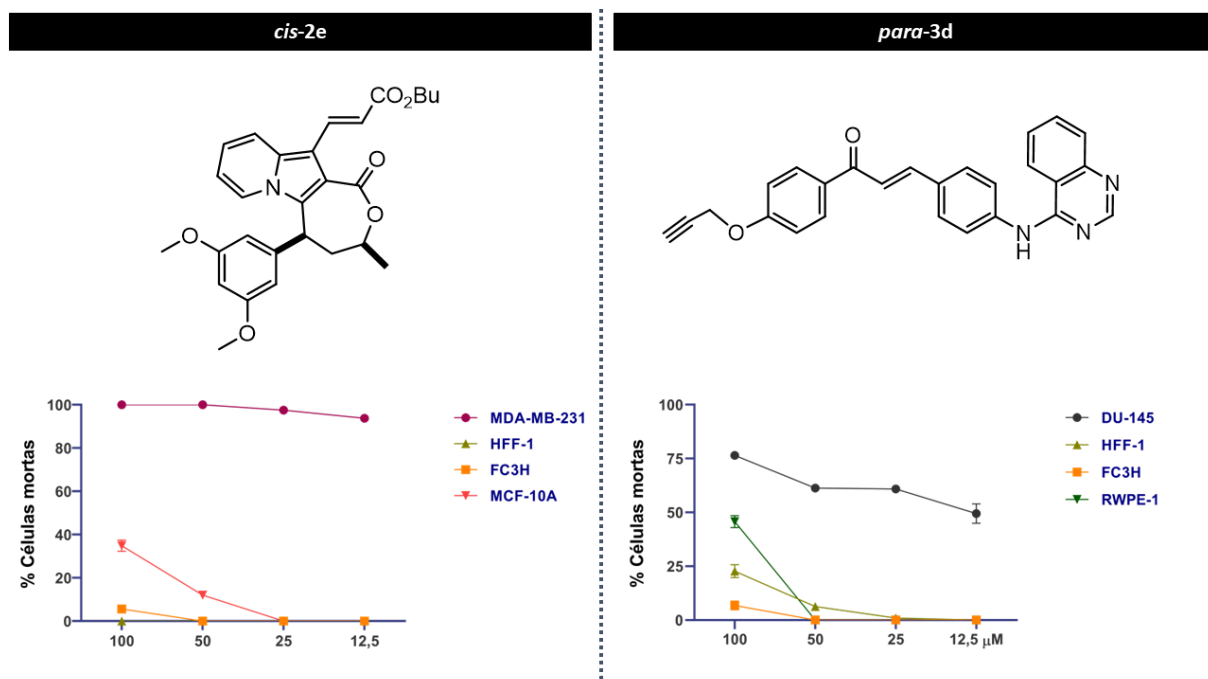 cis-2e
CO2Bu
O
N
O
O
O
% Células mortas
100
80
60
40
20
0
100
50
25
12,5
MDA-MB-231
HFF-1
FC3H
MCF-10A
para-3d
O
O
N
H
N
N
% Células mortas
100
75
50
25
0
100
50
25
12,5 μM
DU-145
HFF-1
FC3H
RWPE-1